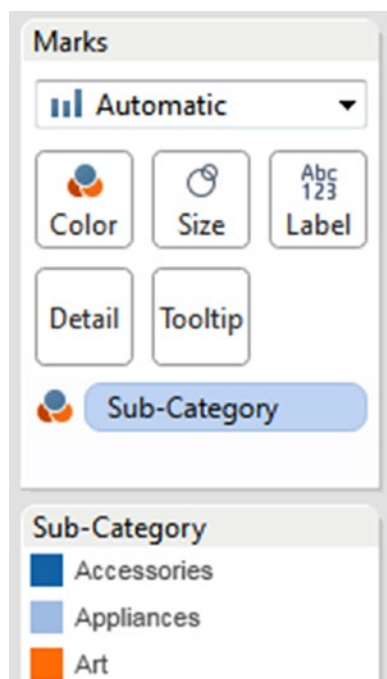 Marks
Automatic
Color Size Abc 123 Label
Detail Tooltip
Sub-Category
Sub-Category
Accessories
Appliances
Art